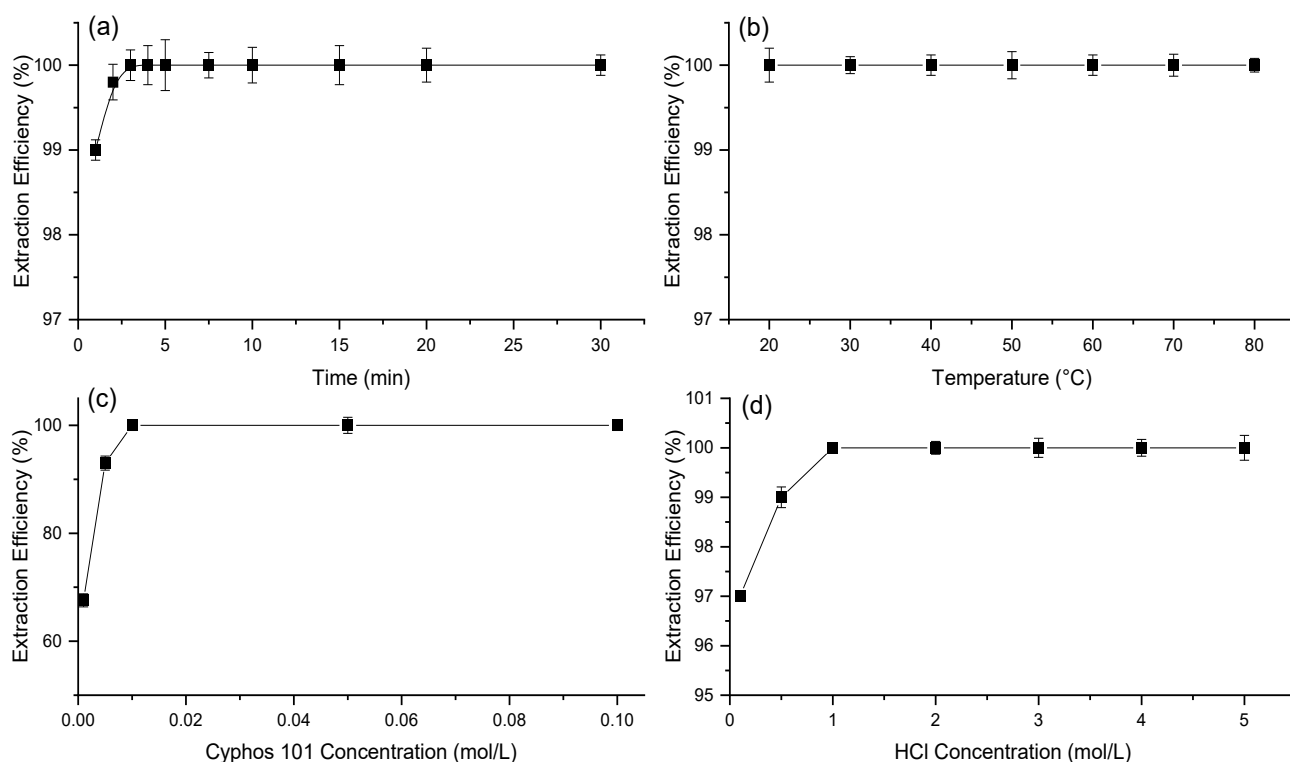 (a)
Extraction Efficiency (%)
100
99
98
97
0 5 10 15 20 25 30
Time (min)
(b)
Extraction Efficiency (%)
100
99
98
97
20 30 40 50 60 70 80
Temperature (°C)
(c)
Extraction Efficiency (%)
100
80
60
0.00 0.02 0.04 0.06 0.08 0.10
Cyphos 101 Concentration (mol/L)
(d)
Extraction Efficiency (%)
101
100
99
98
97
96
95
0 1 2 3 4 5
HCl Concentration (mol/L)